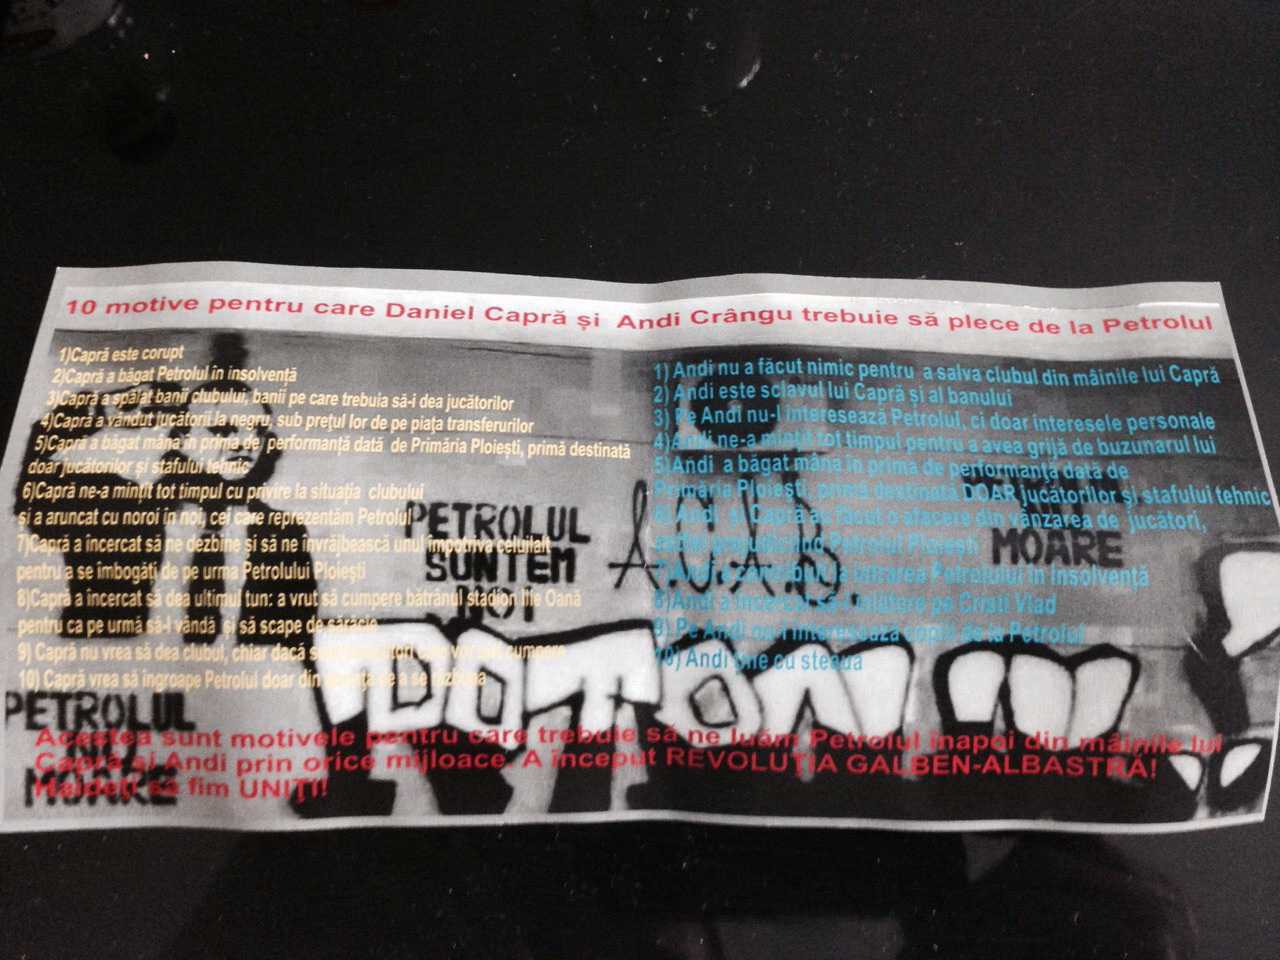 10 motive pentru care Daniel Capră și Andi Crângu trebuie să plece de la Petrolul
1)Capră este corupt
2)Capră a băgat Petrolul în insolvență
3)Capră a spălat banii clubului, banii pe care trebuia să-i dea jucătorilor
4)Capră a vândut jucătorii la negru, sub prețul lor de pe piața transferurilor
5)Capră a băgat mâna în prima de performanță dată de Primăria Ploiești, primă destinată
doar jucătorilor și stafului tehnic
6)Capră ne-a mințit tot timpul cu privire la situația clubului
și a aruncat cu noroi în noi, cei care reprezentăm Petrolul
7)Capră a încercat să ne dezbine și să ne învrăjbească unul împotriva celuilalt
pentru a se îmbogăți de pe urma Petrolului Ploiești
8)Capră a încercat să dea ultimul tun: a vrut să cumpere bătrânul stadion Ilie Oană
pentru ca pe urmă să-l vândă și să scape de sărăcie
9) Capră nu vrea să dea clubul, chiar dacă sunt care vor cumpere
10) Capră vrea să îngroape Petrolul doar din dorința de a se răzbuna
1) Andi nu a făcut nimic pentru a salva clubul din mâinile lui Capră
2) Andi este sclavul lui Capră și al banului
3) Pe Andi nu-l interesează Petrolul, ci doar interesele personale
4) Andi ne-a mințit tot timpul pentru a avea grijă de buzunarul lui
5) Andi a băgat mâna în prima de performanță dată de
Primăria Ploiești, primă destinată DOAR jucătorilor și stafului tehnic
6) Andi și Capră au făcut o afacere din vânzarea de jucători,
astfel prejudiciind Petrolul Ploiești
7) Andi a contribuit la intrarea Petrolului în insolvență
8) Andi a încercat să-l înlăture pe Cristi Vlad
9) Pe Andi nu-l interesează copiii de la Petrolul
10) Andi ține cu steaua
PETROLUL
SUNTEM
NOI
MOARE
PETROLUL
MOARE
Acestea sunt motivele pentru care trebuie să ne luăm Petrolul înapoi din mâinile lui
Capră și Andi prin orice mijloace. A început REVOLUȚIA GALBEN-ALBASTRĂ!
Haideți să fim UNIȚI!